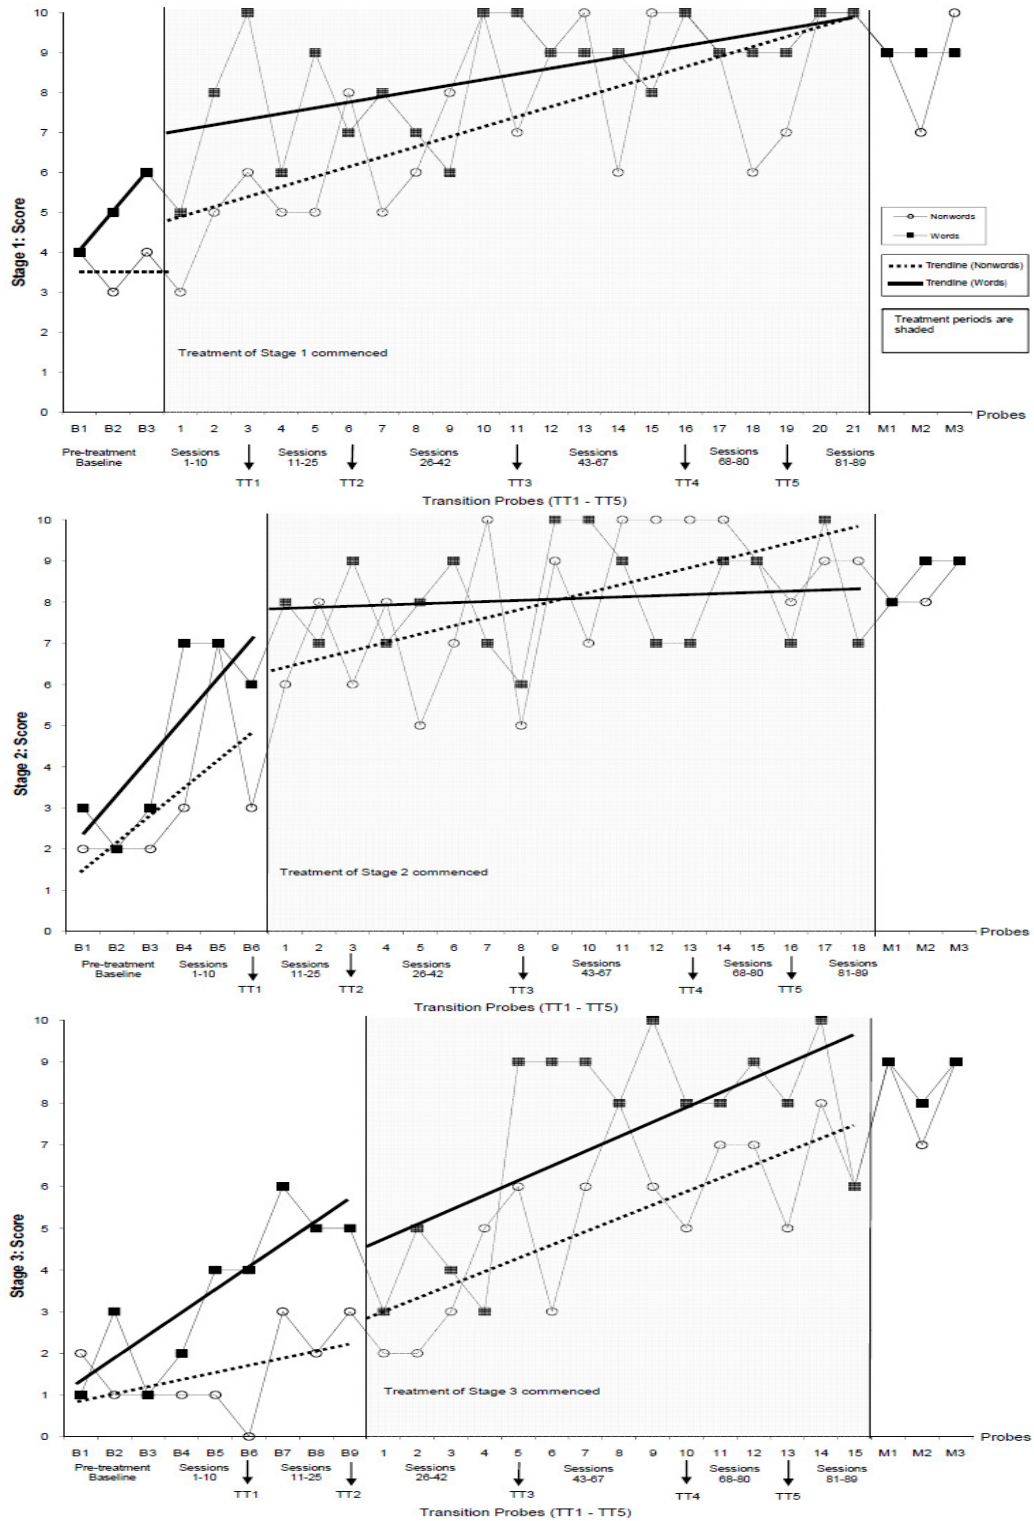 Stage 1: Score
10
9
8
7
6
5
4
3
2
1
0
Treatment of Stage 1 commenced
Nonwords
Words
Trendline (Nonwords)
Trendline (Words)
Treatment periods are
shaded
B1 B2 B3 1 2 3 4 5 6 7 8 9 10 11 12 13 14 15 16 17 18 19 20 21 M1 M2 M3 Probes
Pre-treatment Sessions Sessions Sessions Sessions Sessions Sessions
Baseline 1-10 11-25 26-42 43-67 68-80 81-89
TT1 TT2 TT3 TT4 TT5
Transition Probes (TT1 - TT5)
Stage 2: Score
10
9
8
7
6
5
4
3
2
1
0
Treatment of Stage 2 commenced
B1 B2 B3 B4 B5 B6 1 2 3 4 5 6 7 8 9 10 11 12 13 14 15 16 17 18 M1 M2 M3 Probes
Pre-treatment Sessions Sessions Sessions Sessions Sessions Sessions
Baseline 1-10 11-25 26-42 43-67 68-80 81-89
TT1 TT2 TT3 TT4 TT5
Transition Probes (TT1 - TT5)
Stage 3: Score
10
9
8
7
6
5
4
3
2
1
0
Treatment of Stage 3 commenced
B1 B2 B3 B4 B5 B6 B7 B8 B9 1 2 3 4 5 6 7 8 9 10 11 12 13 14 15 M1 M2 M3 Probes
Pre-treatment Sessions Sessions Sessions Sessions Sessions Sessions
Baseline 1-10 11-25 26-42 43-67 68-80 81-89
TT1 TT2 TT3 TT4 TT5
Transition Probes (TT1 - TT5)